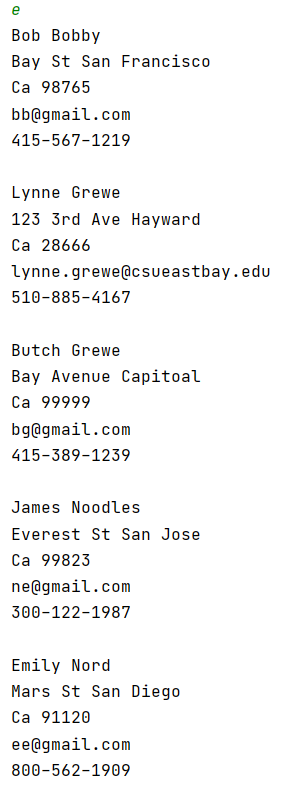 e
Bob Bobby
Bay St San Francisco
Ca 98765
bb@gmail.com
415-567-1219

Lynne Grewe
123 3rd Ave Hayward
Ca 28666
lynne.grewe@csueastbay.edu
510-885-4167

Butch Grewe
Bay Avenue Capitoal
Ca 99999
bg@gmail.com
415-389-1239

James Noodles
Everest St San Jose
Ca 99823
ne@gmail.com
300-122-1987

Emily Nord
Mars St San Diego
Ca 91120
ee@gmail.com
800-562-1909